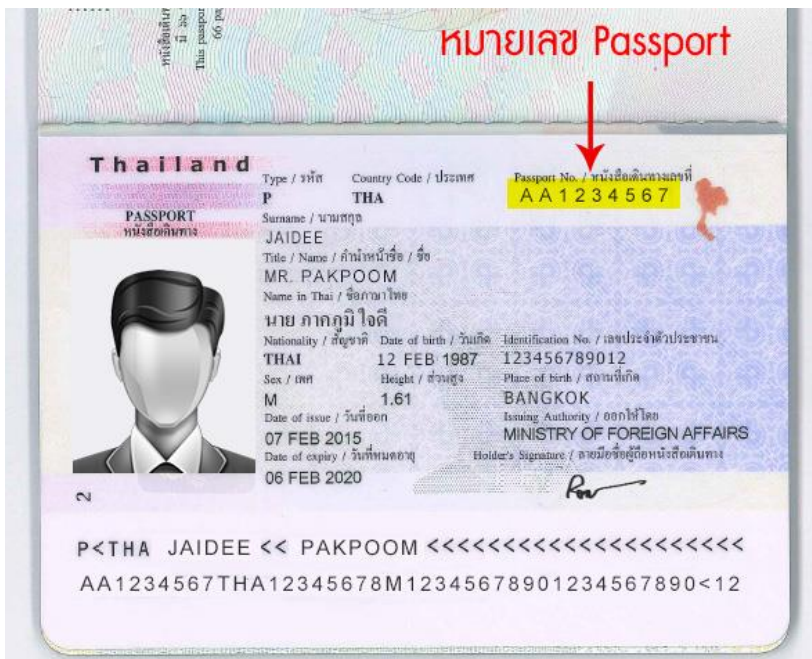 หมายเลข Passport
Thailand
PASSPORT
หนังสือเดินทาง
Type / รหัส Country Code / ประเทศ Passport No. / หนังสือเดินทางเลขที่
P THA AA1234567
Surname / นามสกุล
JAIDEE
Title / Name / คำนำหน้าชื่อ / ชื่อ
MR. PAKPOOM
Name in Thai / ชื่อภาษาไทย
นาย ภาคภูมิ ใจดี
Nationality / สัญชาติ Date of birth / วันเกิด Identification No. / เลขประจำตัวประชาชน
THAI 12 FEB 1987 123456789012
Sex / เพศ Height / ส่วนสูง Place of birth / สถานที่เกิด
M 1.61 BANGKOK
Date of issue / วันที่ออก Issuing Authority / ออกให้โดย
07 FEB 2015 MINISTRY OF FOREIGN AFFAIRS
Date of expiry / วันที่หมดอายุ Holder's Signature / ลายมือชื่อผู้ถือหนังสือเดินทาง
06 FEB 2020
2
P<THA JAIDEE << PAKPOOM <<<<<<<<<<<<<<<<<<<<<
AA1234567THA12345678M12345678901234567890<12